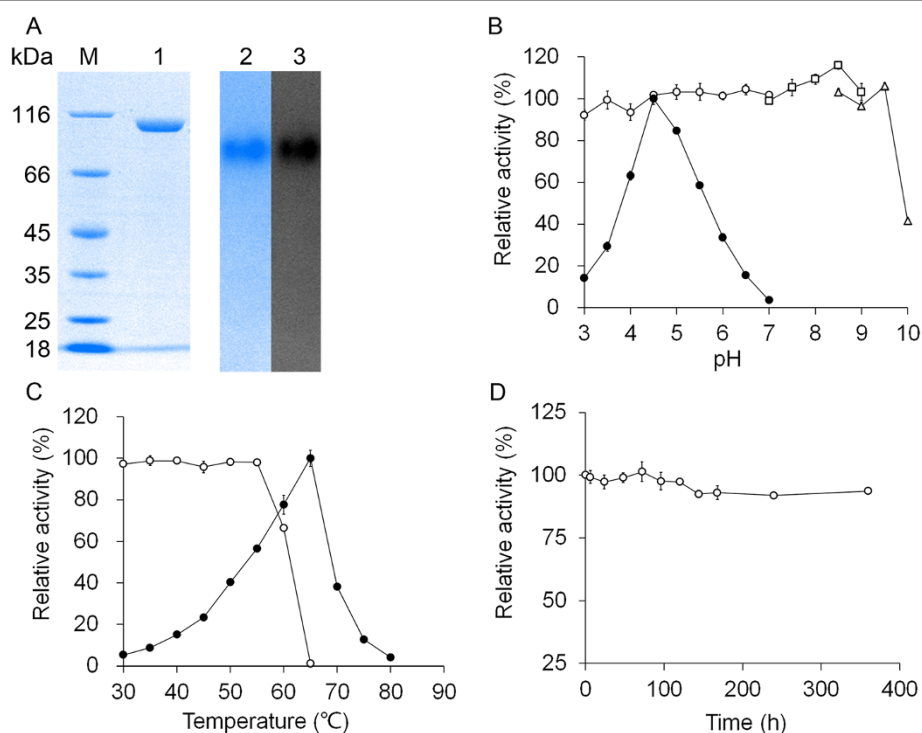 A
kDa M 1 2 3
116
66
45
35
25
18
B
Relative activity (%)
120
100
80
60
40
20
0
3 4 5 6 7 8 9 10
pH
C
Relative activity (%)
120
100
80
60
40
20
0
30 40 50 60 70 80 90
Temperature (℃)
D
Relative activity (%)
125
100
75
50
25
0 100 200 300 400
Time (h)